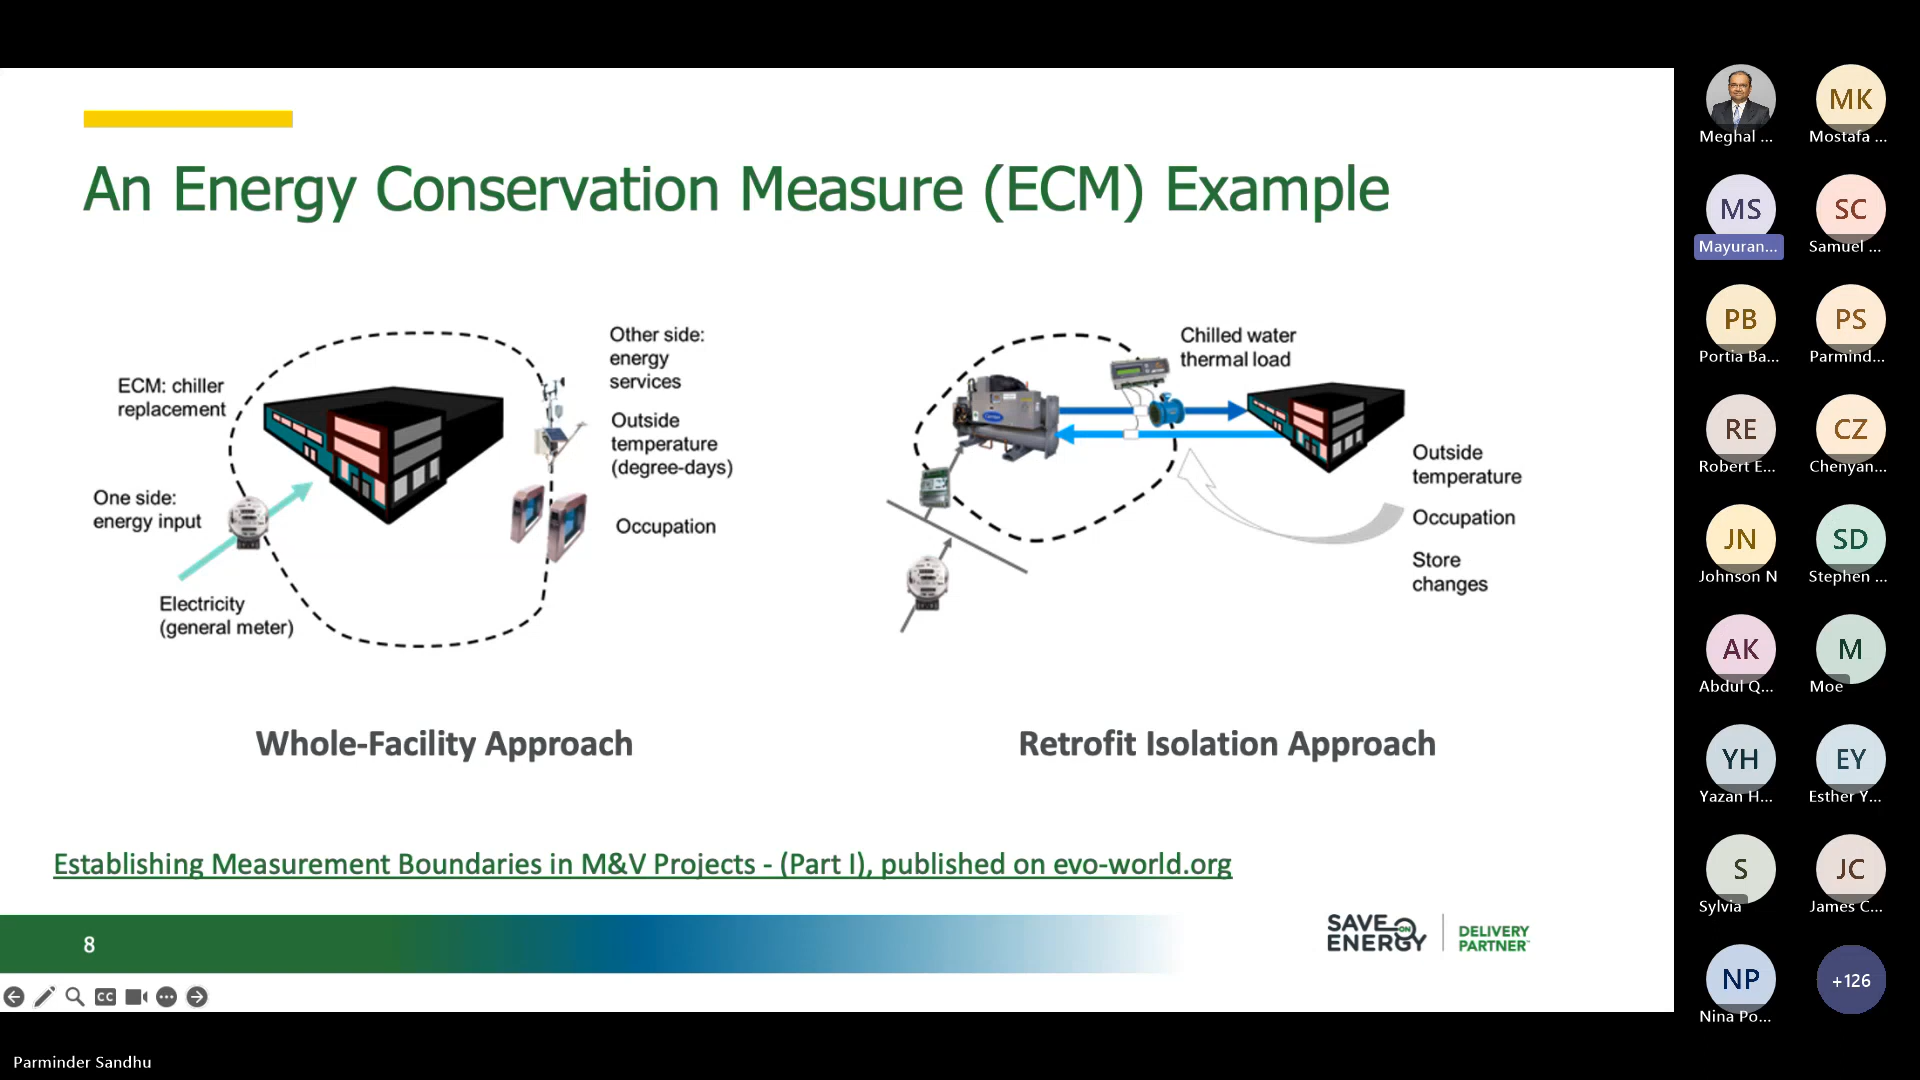 An Energy Conservation Measure (ECM) Example
ECM: chiller
replacement
One side:
energy input
Electricity
(general meter)
Other side:
energy
services
Outside
temperature
(degree-days)
Occupation
Whole-Facility Approach
Chilled water
thermal load
Outside
temperature
Occupation
Store
changes
Retrofit Isolation Approach
Establishing Measurement Boundaries in M&V Projects - (Part I), published on evo-world.org
8
SAVE ON
ENERGY
DELIVERY
PARTNER
CC
Parminder Sandhu
Meghal ...
MK
Mostafa ...
MS
Mayuran...
SC
Samuel ...
PB
Portia Ba...
PS
Parmind...
RE
Robert E...
CZ
Chenyan...
JN
Johnson N
SD
Stephen ...
AK
Abdul Q...
M
Moe
YH
Yazan H...
EY
Esther Y...
S
Sylvia
JC
James C...
NP
Nina Po...
+126